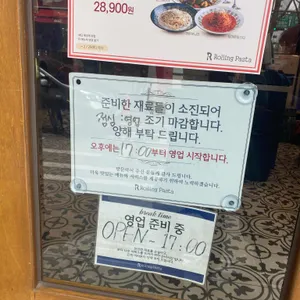 28,900원
Rolling Pasta
준비한 재료들이 소진되어
점심 영업 조기 마감합니다.
양해 부탁 드립니다.
오후에는 17:00부터 영업 시작합니다.
Rolling Pasta
break time
영업 준비 중
OPEN - 17:00